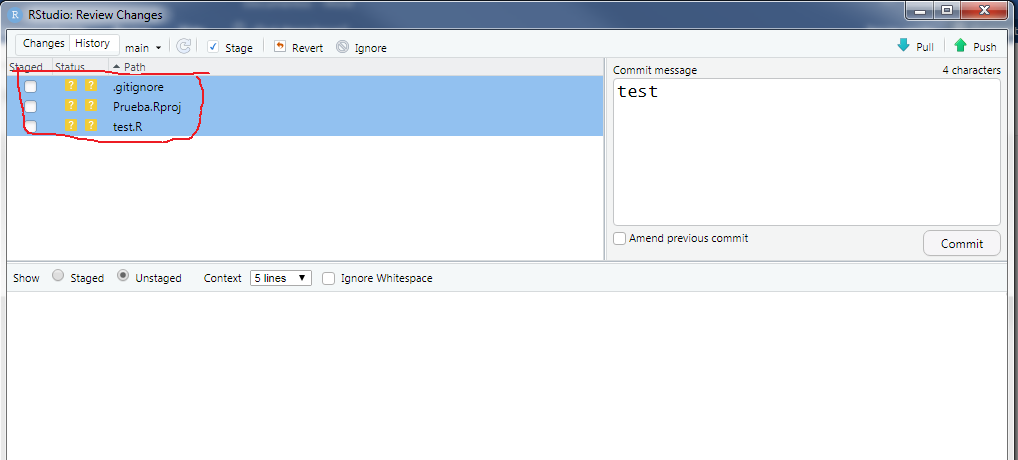 R RStudio: Review Changes
Changes History main Stage Revert Ignore Pull Push
Staged Status Path
? ? .gitignore
? ? Prueba.Rproj
? ? test.R
Commit message 4 characters
test
Amend previous commit Commit
Show Staged Unstaged Context 5 lines Ignore Whitespace